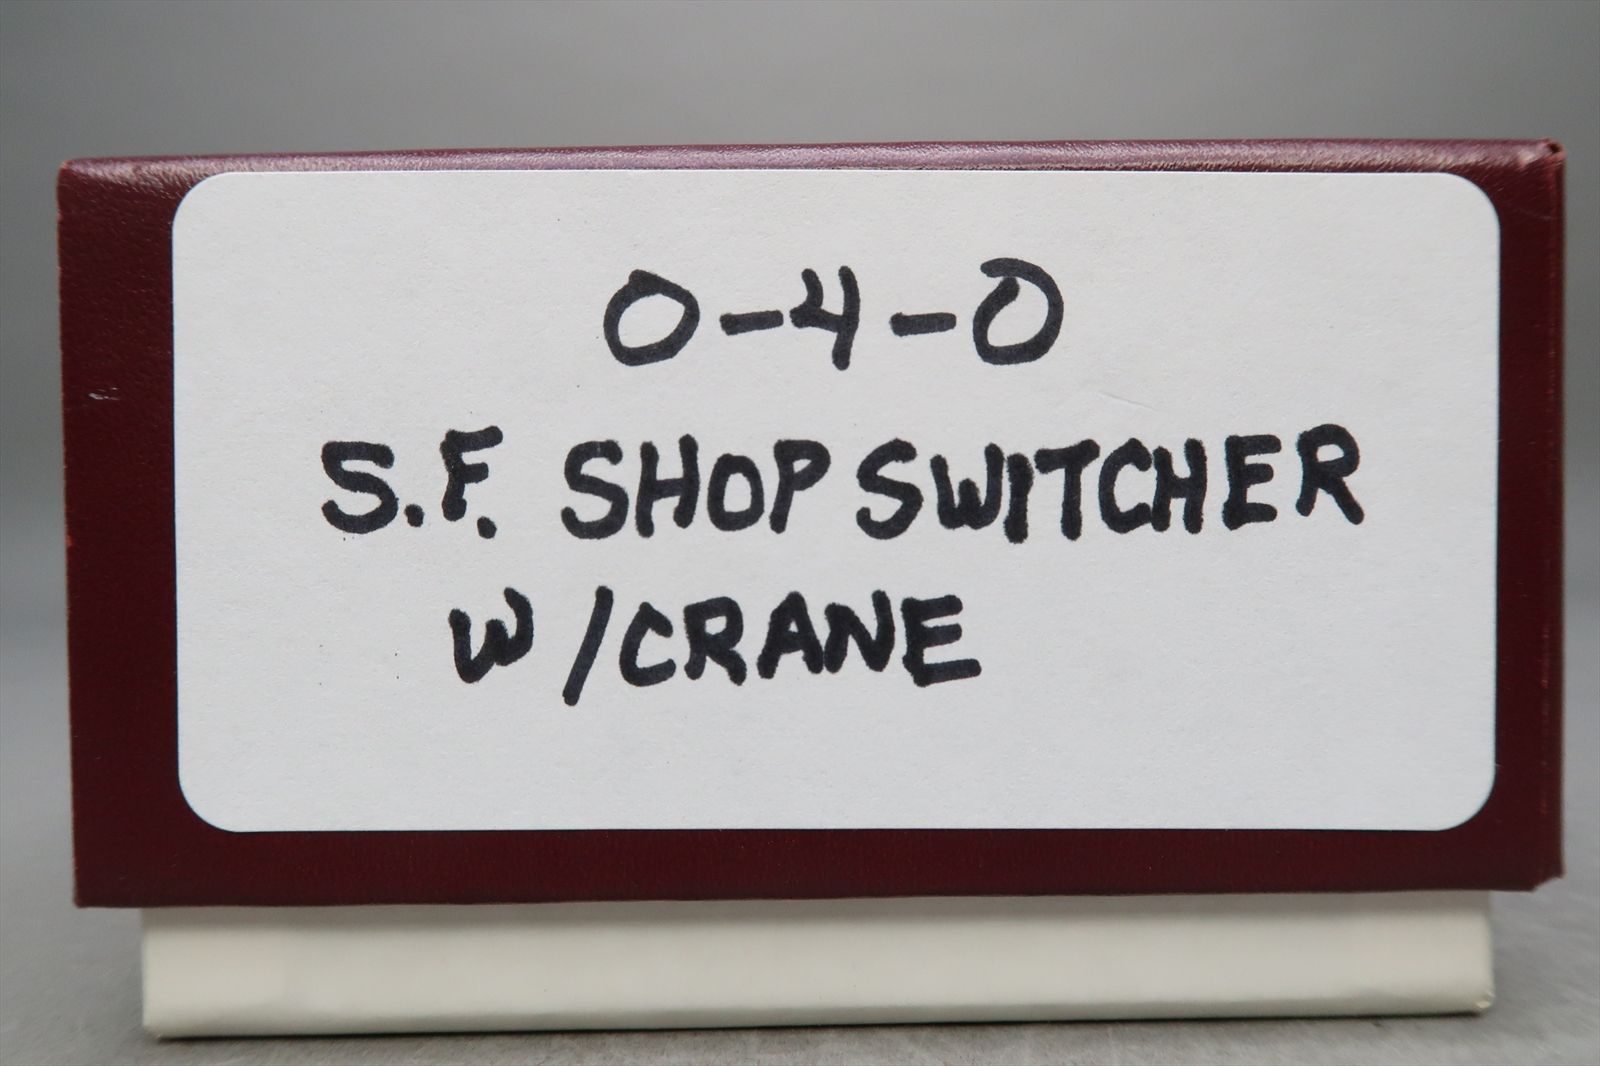 0-4-0
S.F. SHOP SWITCHER
W/CRANE